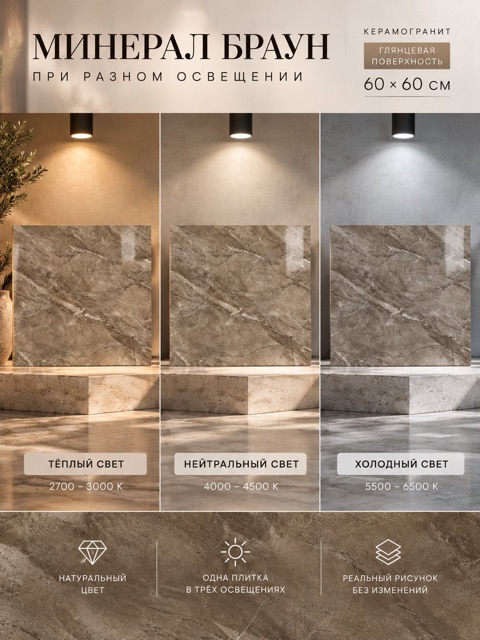 МИНЕРАЛ БРАУН
ПРИ РАЗНОМ ОСВЕЩЕНИИ
КЕРАМОГРАНИТ
ГЛЯНЦЕВАЯ
ПОВЕРХНОСТЬ
60 × 60 СМ
ТЁПЛЫЙ СВЕТ
2700 – 3000 К
НЕЙТРАЛЬНЫЙ СВЕТ
4000 – 4500 К
ХОЛОДНЫЙ СВЕТ
5500 – 6500 К
НАТУРАЛЬНЫЙ
ЦВЕТ
ОДНА ПЛИТКА
В ТРЁХ ОСВЕЩЕНИЯХ
РЕАЛЬНЫЙ РИСУНОК
БЕЗ ИЗМЕНЕНИЙ